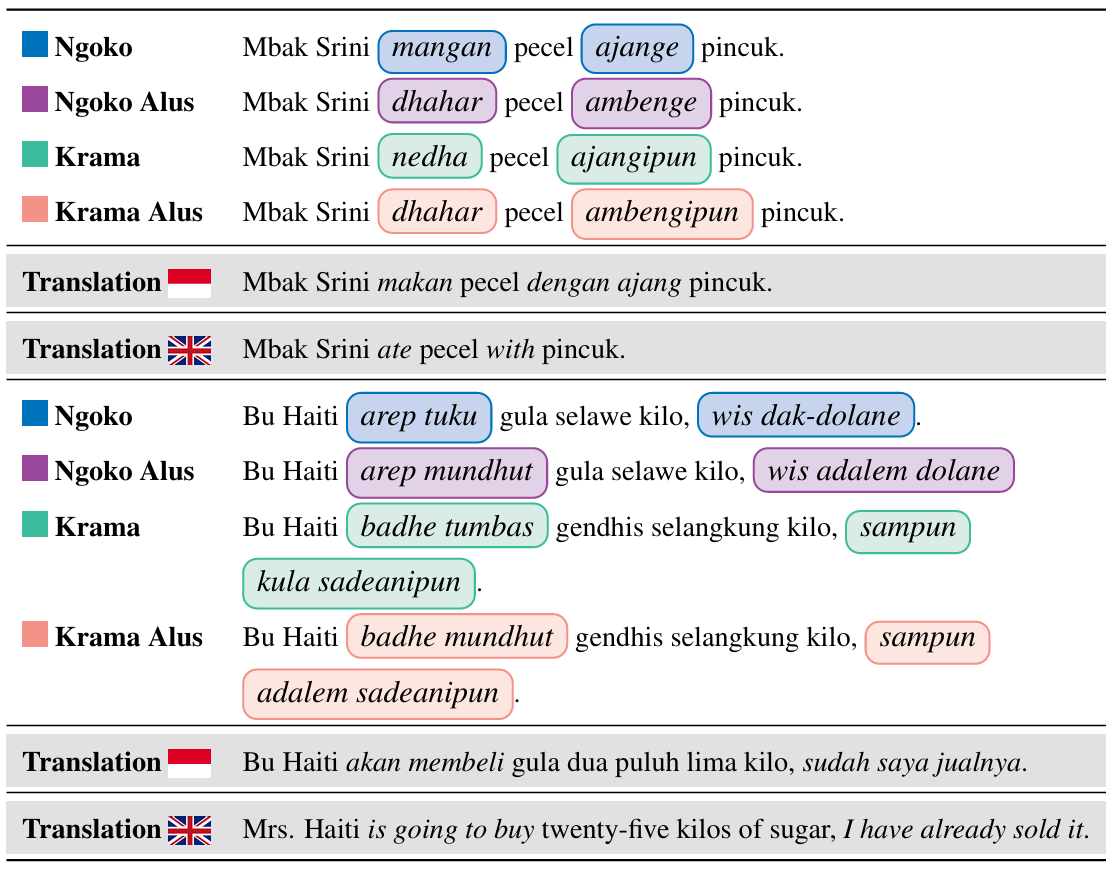 Ngoko Mbak Srini mangan pecel ajange pincuk.
Ngoko Alus Mbak Srini dhahar pecel ambenge pincuk.
Krama Mbak Srini nedha pecel ajangipun pincuk.
Krama Alus Mbak Srini dhahar pecel ambengipun pincuk.
Translation Mbak Srini makan pecel dengan ajang pincuk.
Translation Mbak Srini ate pecel with pincuk.
Ngoko Bu Haiti arep tuku gula selawe kilo, wis dak-dolane.
Ngoko Alus Bu Haiti arep mundhut gula selawe kilo, wis adalem dolane
Krama Bu Haiti badhe tumbas gendhis selangkung kilo, sampun
kula sadeanipun.
Krama Alus Bu Haiti badhe mundhut gendhis selangkung kilo, sampun
adalem sadeanipun.
Translation Bu Haiti akan membeli gula dua puluh lima kilo, sudah saya jualnya.
Translation Mrs. Haiti is going to buy twenty-five kilos of sugar, I have already sold it.